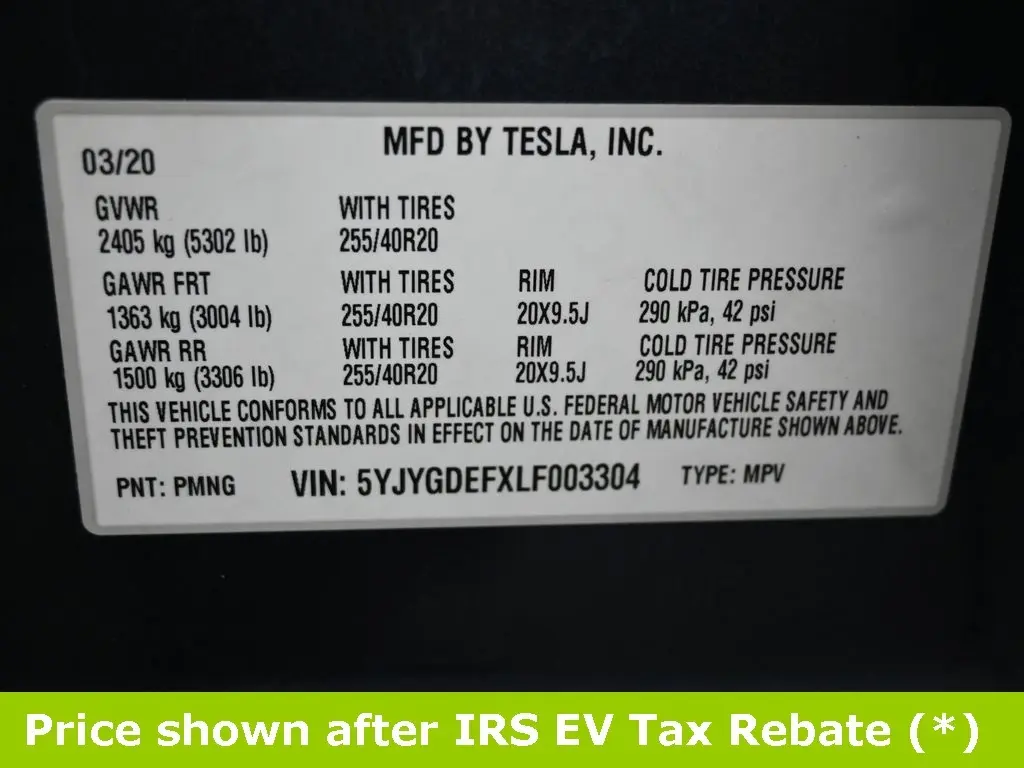 MFD BY TESLA, INC.
03/20
GVWR WITH TIRES
2405 kg (5302 lb) 255/40R20
GAWR FRT WITH TIRES RIM COLD TIRE PRESSURE
1363 kg (3004 lb) 255/40R20 20X9.5J 290 kPa, 42 psi
GAWR RR WITH TIRES RIM COLD TIRE PRESSURE
1500 kg (3306 lb) 255/40R20 20X9.5J 290 kPa, 42 psi
THIS VEHICLE CONFORMS TO ALL APPLICABLE U.S. FEDERAL MOTOR VEHICLE SAFETY AND
THEFT PREVENTION STANDARDS IN EFFECT ON THE DATE OF MANUFACTURE SHOWN ABOVE.
PNT: PMNG VIN: 5YJYGDEFXLF003304 TYPE: MPV
Price shown after IRS EV Tax Rebate (*)